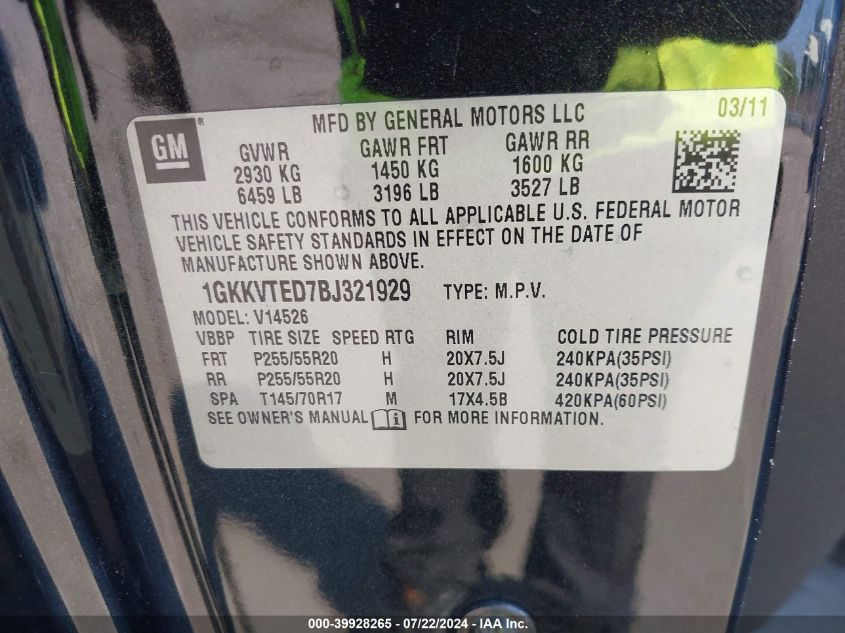 MFD BY GENERAL MOTORS LLC 03/11
GM®
GVWR GAWR FRT GAWR RR
2930 KG 1450 KG 1600 KG
6459 LB 3196 LB 3527 LB
THIS VEHICLE CONFORMS TO ALL APPLICABLE U.S. FEDERAL MOTOR
VEHICLE SAFETY STANDARDS IN EFFECT ON THE DATE OF
MANUFACTURE SHOWN ABOVE.
1GKKVTED7BJ321929 TYPE: M.P.V.
MODEL: V14526
VBBP TIRE SIZE SPEED RTG RIM COLD TIRE PRESSURE
FRT P255/55R20 H 20X7.5J 240KPA(35PSI)
RR P255/55R20 H 20X7.5J 240KPA(35PSI)
SPA T145/70R17 M 17X4.5B 420KPA(60PSI)
SEE OWNER'S MANUAL i FOR MORE INFORMATION.
000-39928265 - 07/22/2024 - IAA Inc.